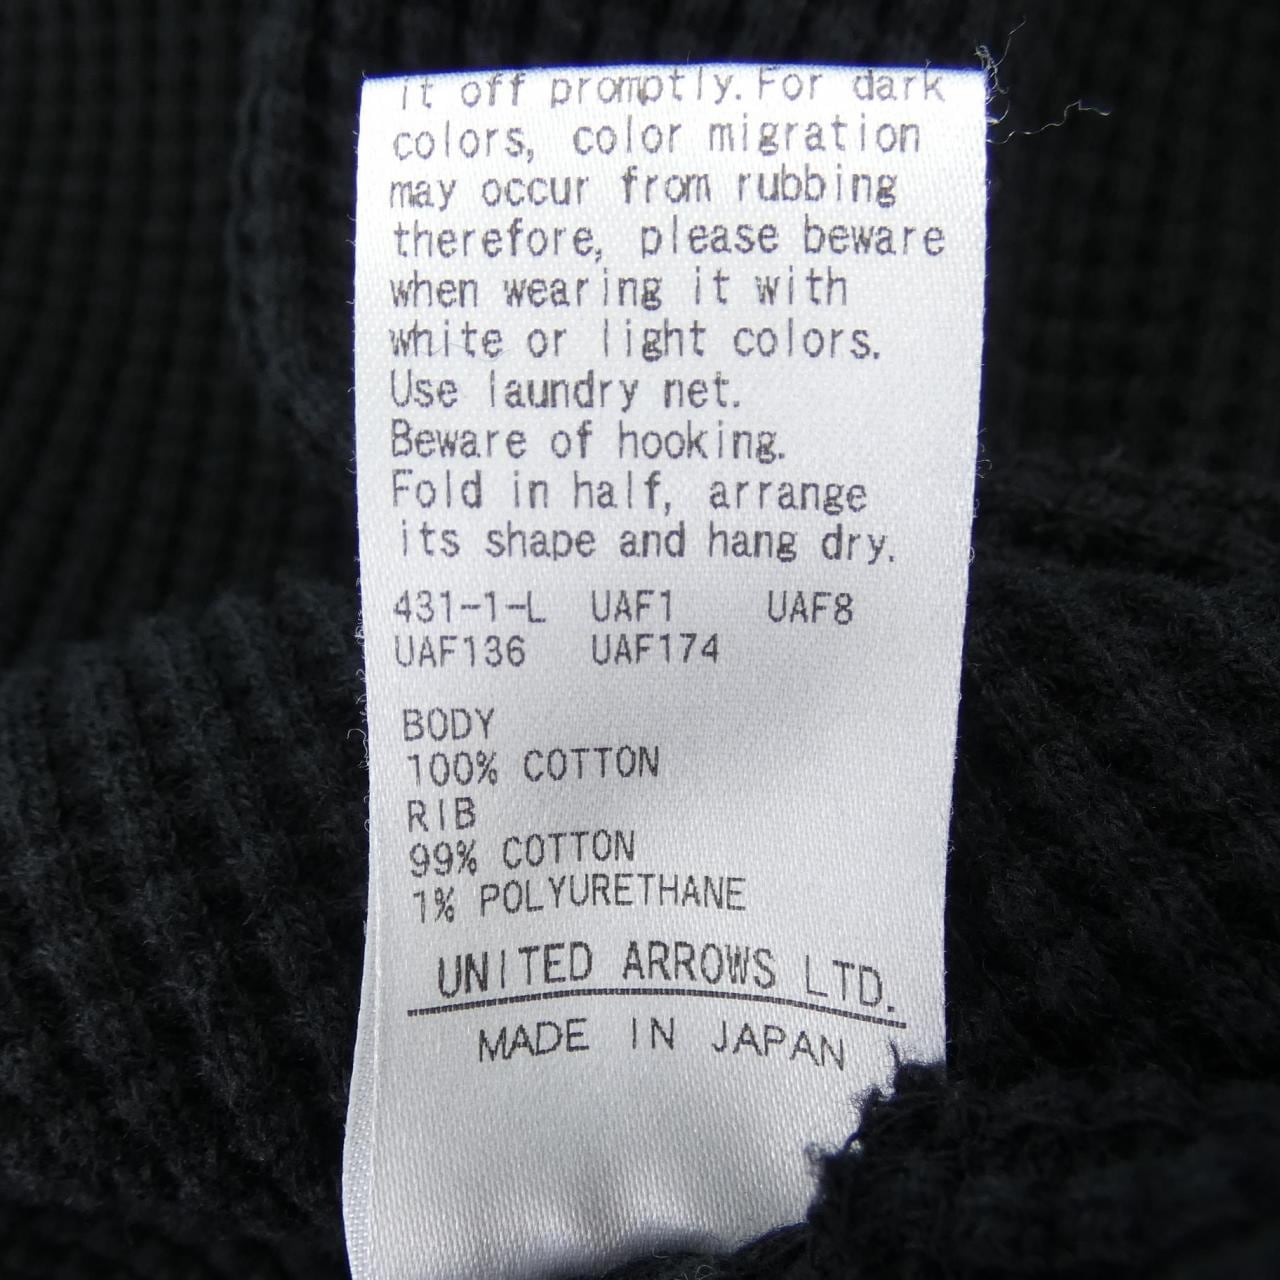 it off promptly. For dark
colors, color migration
may occur from rubbing
therefore, please beware
when wearing it with
white or light colors.
Use laundry net.
Beware of hooking.
Fold in half, arrange
its shape and hang dry.
431-1-L UAF1 UAF8
UAF136 UAF174
BODY
100% COTTON
RIB
99% COTTON
1% POLYURETHANE
UNITED ARROWS LTD.
MADE IN JAPAN